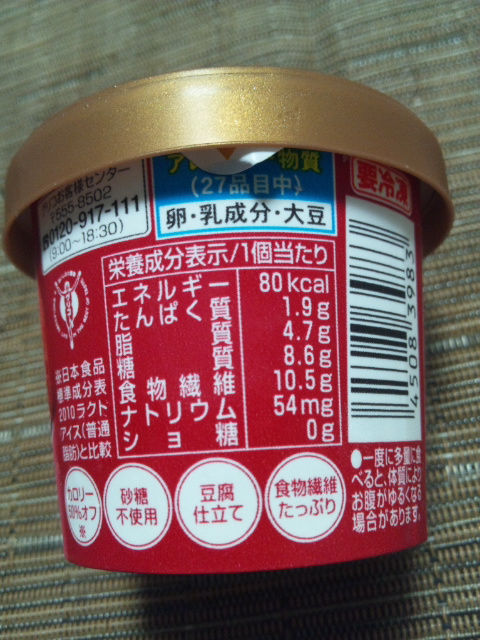 お客様センター
〒555-8502
0120-917-111
(9:00~18:30)
物質
(27品目中)
卵・乳成分・大豆
要冷凍
栄養成分表示/1個当たり
エネルギー 80kcal
たんぱく質 1.9g
脂質 4.7g
糖質 8.6g
食物繊維 10.5g
ナトリウム 54mg
ショ糖 0g
4508 3983
※日本食品
標準成分表
2010ラクト
アイス(普通
脂肪)と比較
カロリー
60%オフ
※
砂糖
不使用
豆腐
仕立て
食物繊維
たっぷり
●一度に多量に食
べると、体質により
お腹がゆるくなる
場合があります。